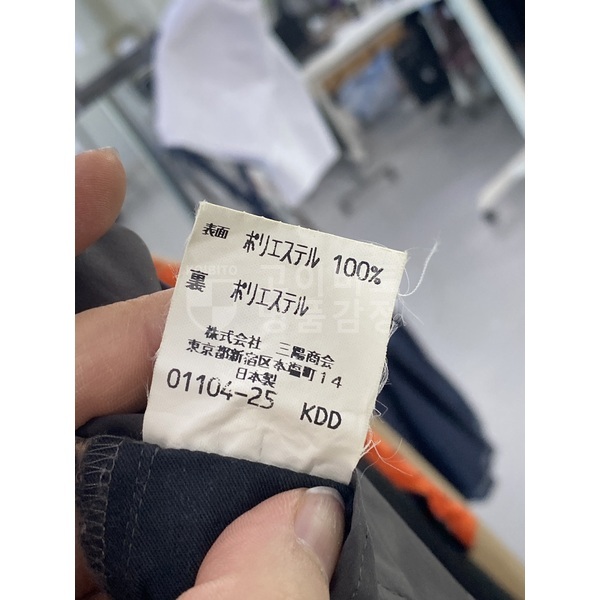 表面 ポリエステル 100%
裏 ポリエステル
株式会社 三陽商会
東京都新宿区本塩町14
日本製
01104-25 KDD